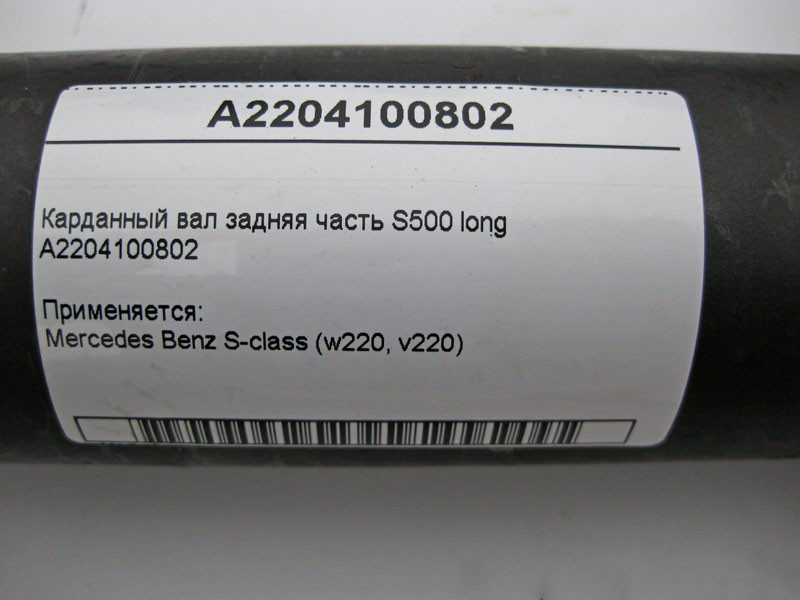 A2204100802
Карданный вал задняя часть S500 long
A2204100802
Применяется:
Mercedes Benz S-class (w220, v220)